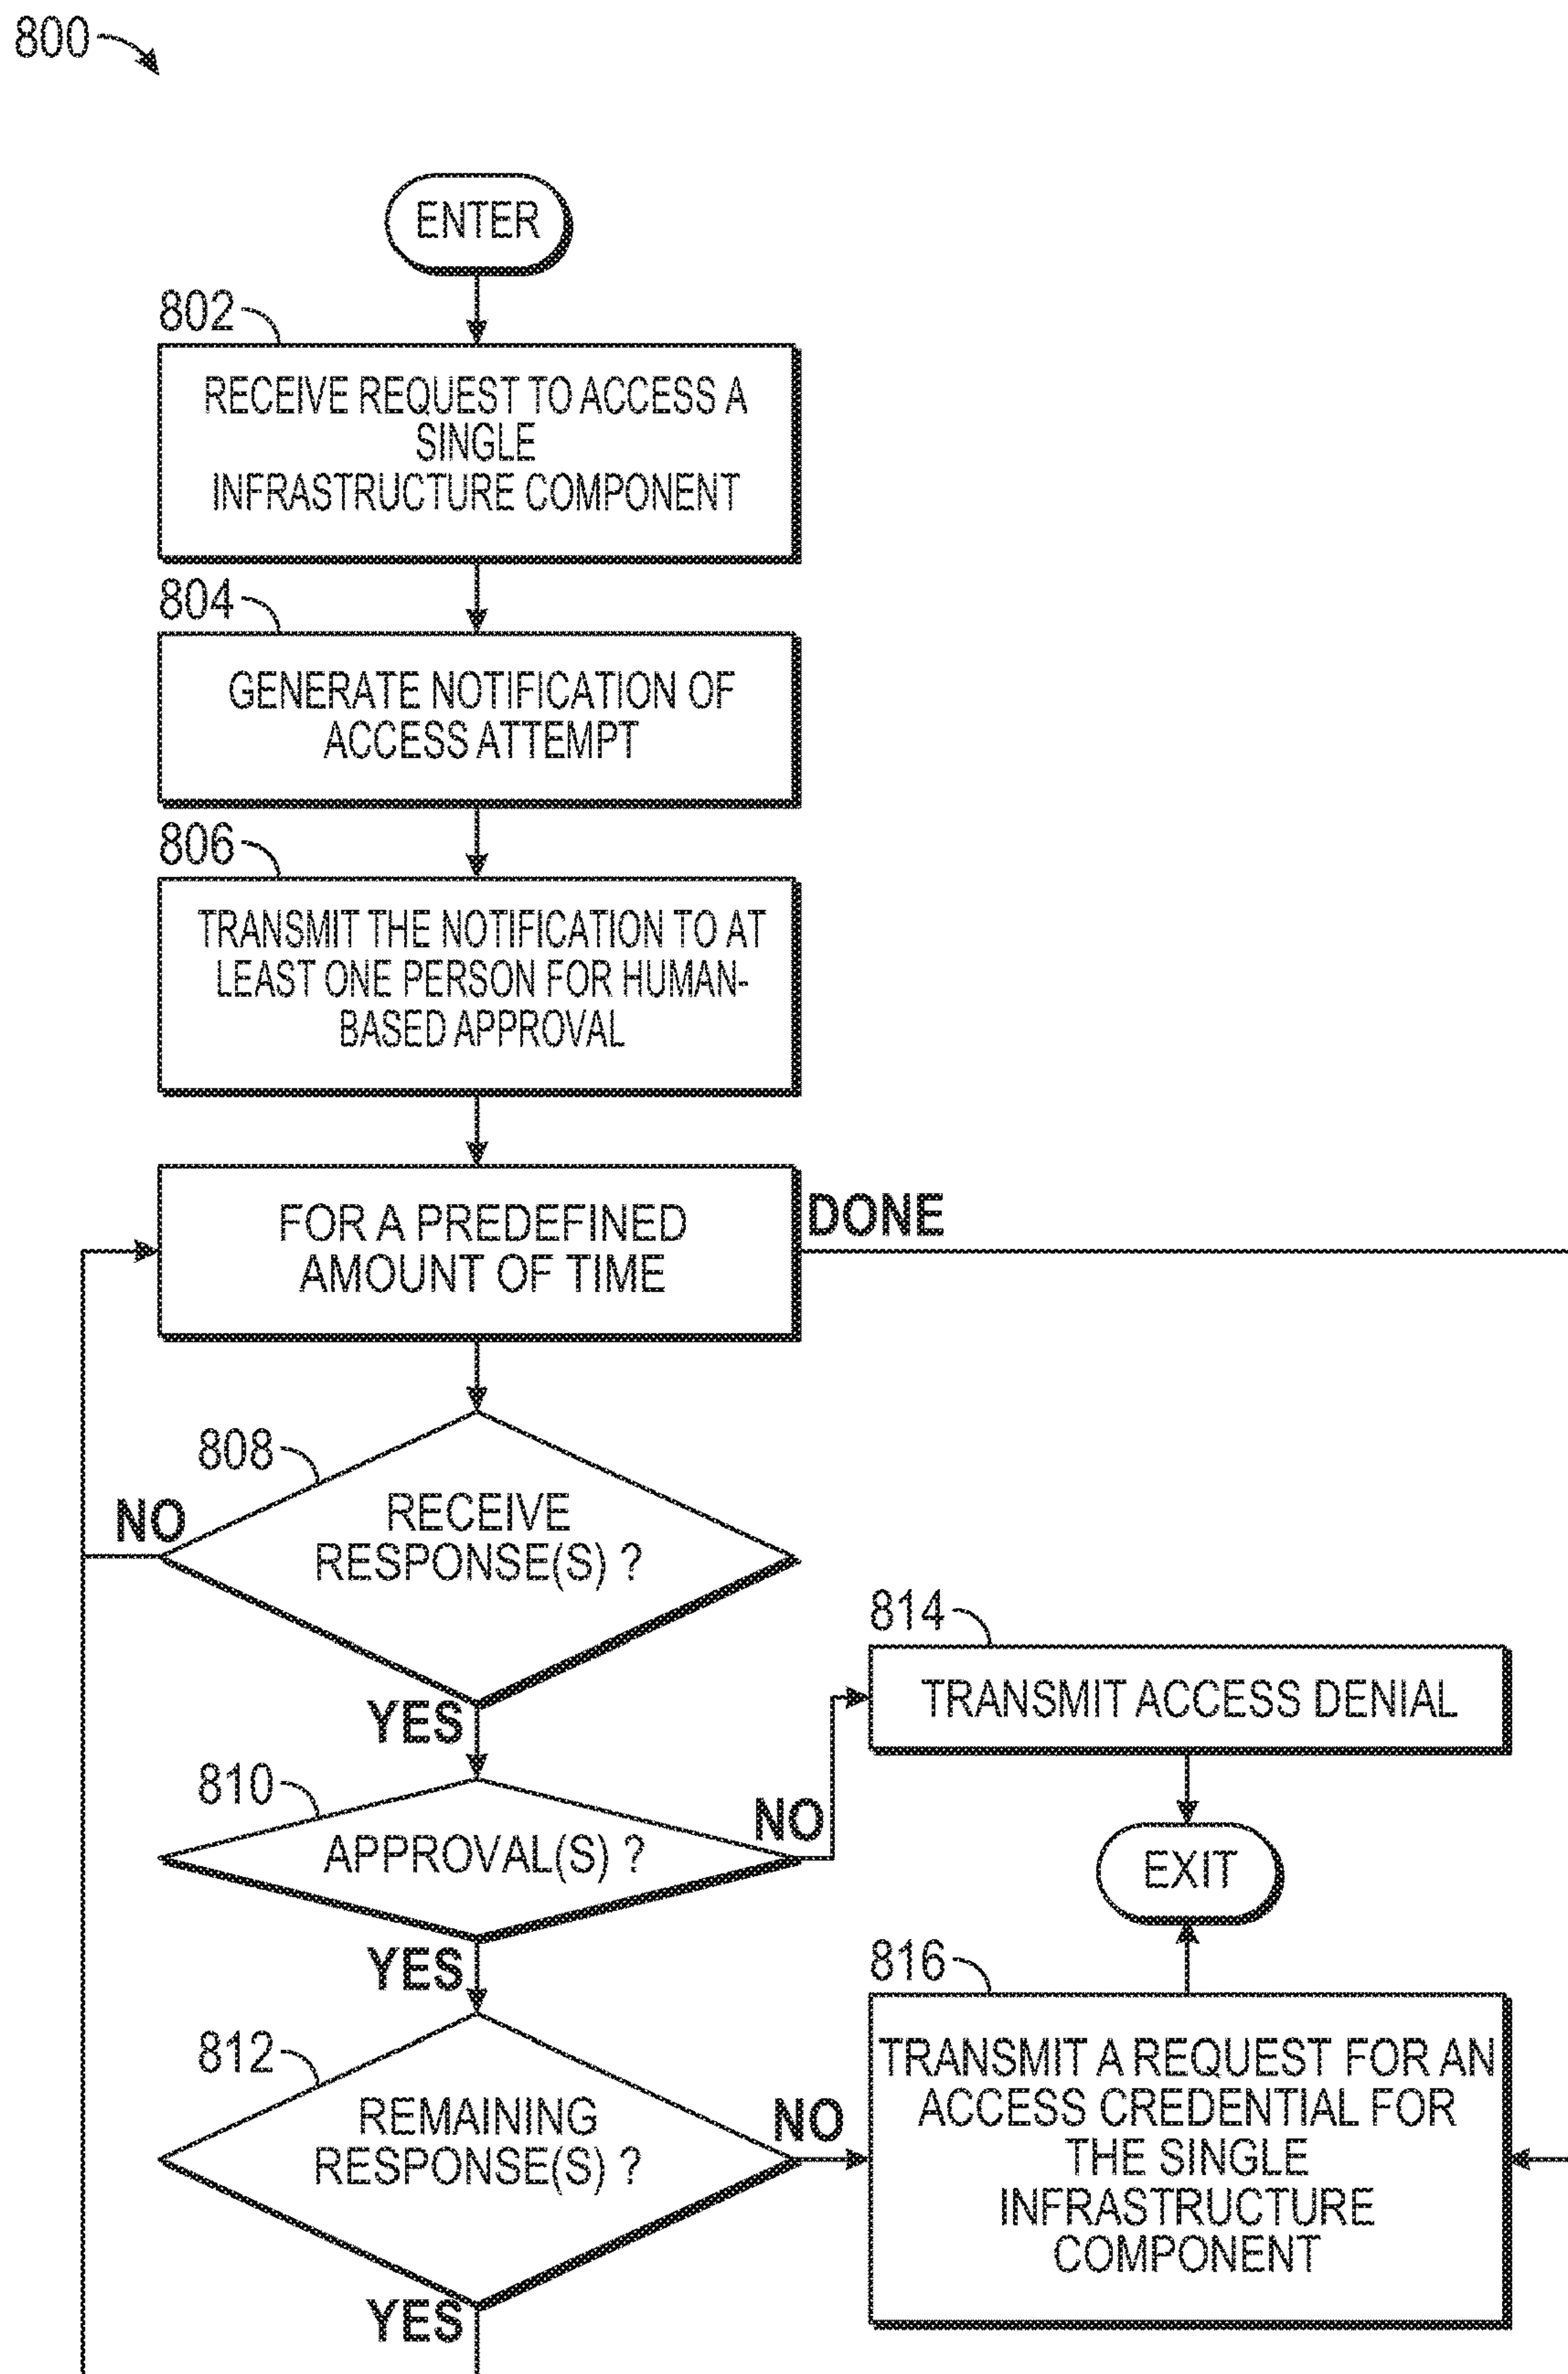 800
ENTER
802
RECEIVE REQUEST TO ACCESS A
SINGLE
INFRASTRUCTURE COMPONENT
804
GENERATE NOTIFICATION OF
ACCESS ATTEMPT
806
TRANSMIT THE NOTIFICATION TO AT
LEAST ONE PERSON FOR HUMAN-
BASED APPROVAL
FOR A PREDEFINED
AMOUNT OF TIME
DONE
808
RECEIVE
RESPONSE(S) ?
NO
YES
810
APPROVAL(S) ?
NO
YES
814
TRANSMIT ACCESS DENIAL
EXIT
812
REMAINING
RESPONSE(S) ?
NO
YES
816
TRANSMIT A REQUEST FOR AN
ACCESS CREDENTIAL FOR
THE SINGLE
INFRASTRUCTURE
COMPONENT